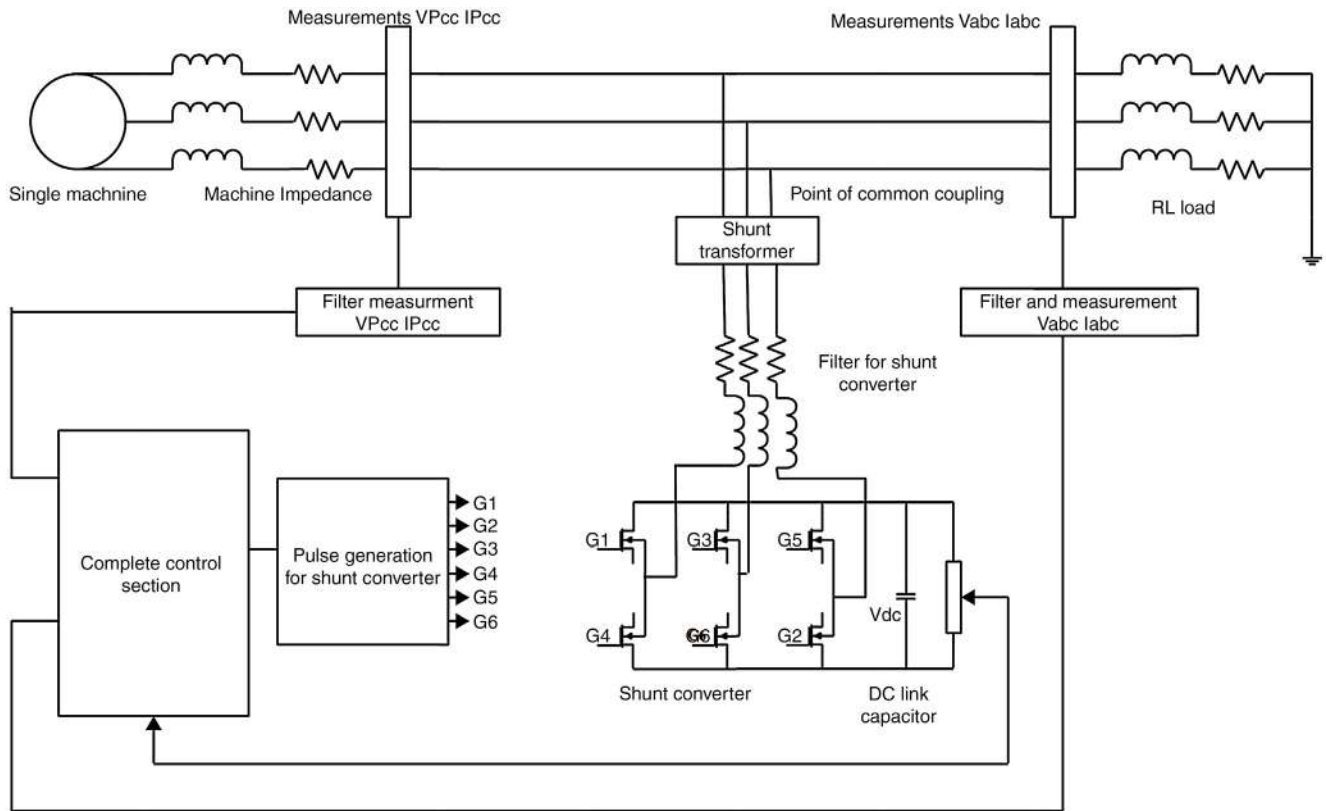 Measurements VPcc IPcc
Measurements Vabc Iabc
Single machnine
Machine Impedance
Point of common coupling
RL load
Shunt
transformer
Filter measurment
VPcc IPcc
Filter and measurement
Vabc Iabc
Filter for shunt
converter
Complete control
section
Pulse generation
for shunt converter
G1
G2
G3
G4
G5
G6
G1
G3
G5
G4
G6
G2
Vdc
Shunt converter
DC link
capacitor